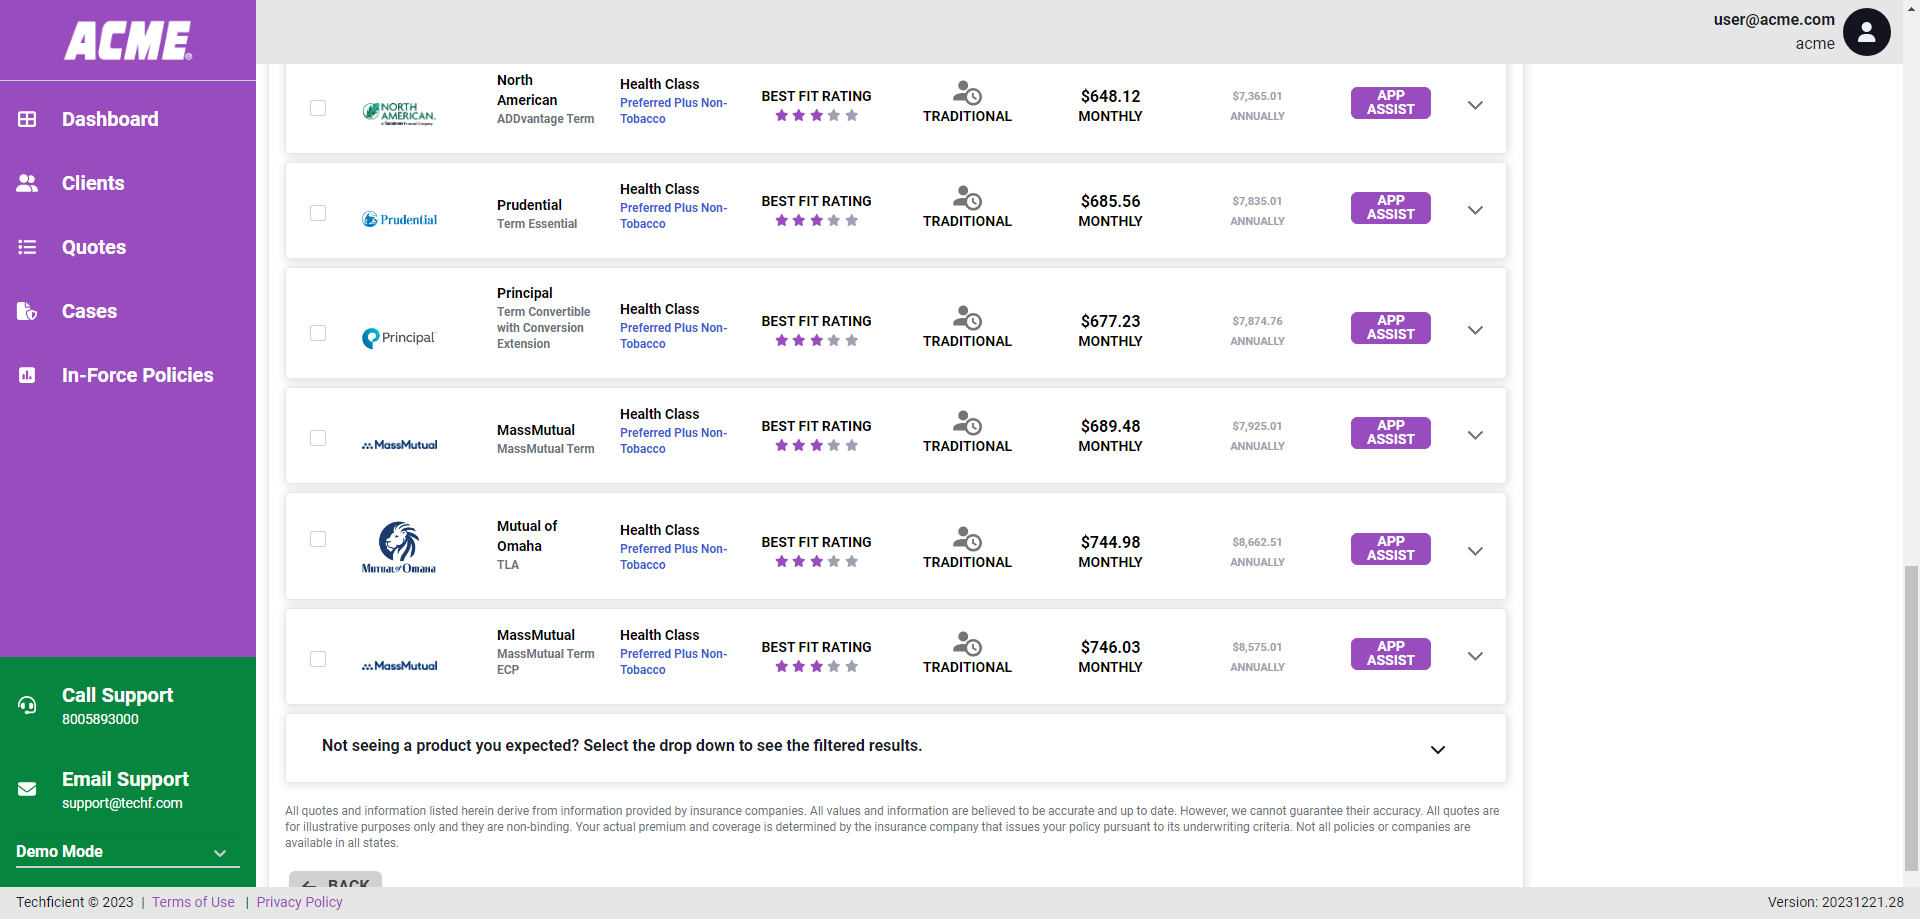 ACME
user@acme.com
acme
Dashboard
Clients
Quotes
Cases
In-Force Policies
Call Support
8005893000
Email Support
support@techf.com
Demo Mode
NORTH
AMERICAN.
North
American
ADDvantage Term
Health Class
Preferred Plus Non-
Tobacco
BEST FIT RATING
TRADITIONAL
$648.12
MONTHLY
$7,365.01
ANNUALLY
APP
ASSIST
Prudential
Prudential
Term Essential
Health Class
Preferred Plus Non-
Tobacco
BEST FIT RATING
TRADITIONAL
$685.56
MONTHLY
$7,835.01
ANNUALLY
APP
ASSIST
Principal
Principal
Term Convertible
with Conversion
Extension
Health Class
Preferred Plus Non-
Tobacco
BEST FIT RATING
TRADITIONAL
$677.23
MONTHLY
$7,874.76
ANNUALLY
APP
ASSIST
MassMutual
MassMutual
MassMutual Term
Health Class
Preferred Plus Non-
Tobacco
BEST FIT RATING
TRADITIONAL
$689.48
MONTHLY
$7,925.01
ANNUALLY
APP
ASSIST
Mutual of Omaha
Mutual of
Omaha
TLA
Health Class
Preferred Plus Non-
Tobacco
BEST FIT RATING
TRADITIONAL
$744.98
MONTHLY
$8,662.51
ANNUALLY
APP
ASSIST
MassMutual
MassMutual
MassMutual Term
ECP
Health Class
Preferred Plus Non-
Tobacco
BEST FIT RATING
TRADITIONAL
$746.03
MONTHLY
$8,575.01
ANNUALLY
APP
ASSIST
Not seeing a product you expected? Select the drop down to see the filtered results.
All quotes and information listed herein derive from information provided by insurance companies. All values and information are believed to be accurate and up to date. However, we cannot guarantee their accuracy. All quotes are
for illustrative purposes only and they are non-binding. Your actual premium and coverage is determined by the insurance company that issues your policy pursuant to its underwriting criteria. Not all policies or companies are
available in all states.
BACK
Techficient © 2023 | Terms of Use | Privacy Policy
Version: 20231221.28